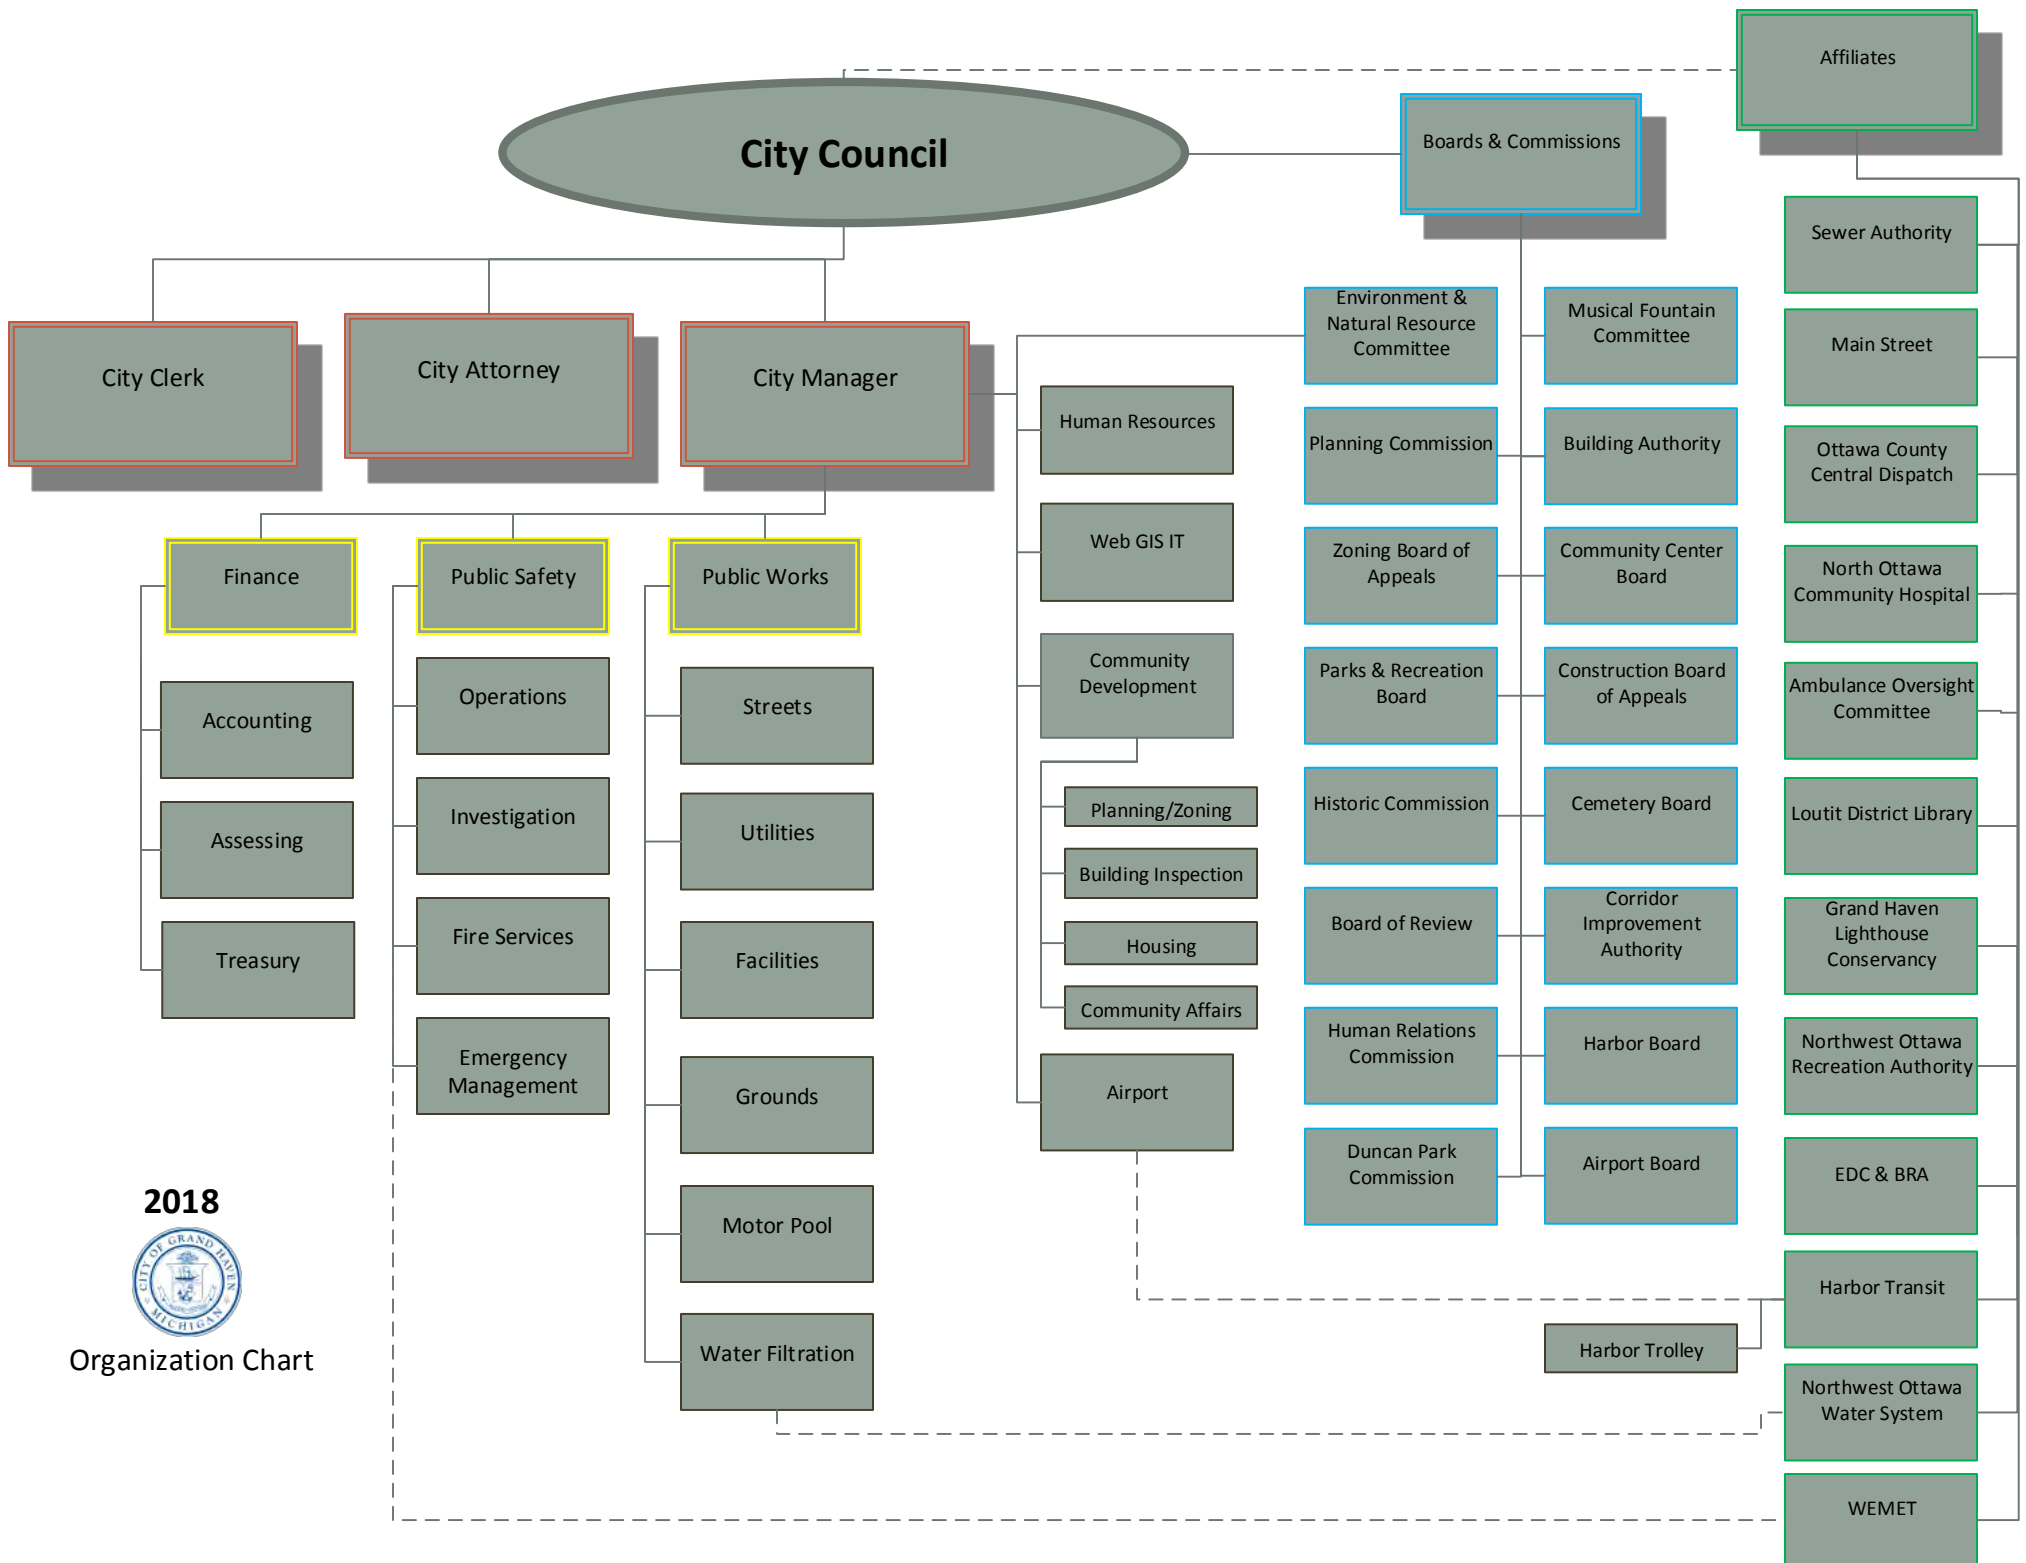 Affiliates
City Council
Boards & Commissions
City Clerk
City Attorney
City Manager
Finance
Public Safety
Public Works
Accounting
Assessing
Treasury
Operations
Investigation
Fire Services
Emergency
Management
Streets
Utilities
Facilities
Grounds
Motor Pool
Water Filtration
Human Resources
Web GIS IT
Community
Development
Planning/Zoning
Building Inspection
Housing
Community Affairs
Airport
Environment &
Natural Resource
Committee
Planning Commission
Zoning Board of
Appeals
Parks & Recreation
Board
Historic Commission
Board of Review
Human Relations
Commission
Duncan Park
Commission
Musical Fountain
Committee
Building Authority
Community Center
Board
Construction Board
of Appeals
Cemetery Board
Corridor
Improvement
Authority
Harbor Board
Airport Board
Harbor Trolley
Sewer Authority
Main Street
Ottawa County
Central Dispatch
North Ottawa
Community Hospital
Ambulance Oversight
Committee
Loutit District Library
Grand Haven
Lighthouse
Conservancy
Northwest Ottawa
Recreation Authority
EDC & BRA
Harbor Transit
Northwest Ottawa
Water System
WEMET
2018
CITY OF GRAND HAVEN
MICHIGAN
Organization Chart